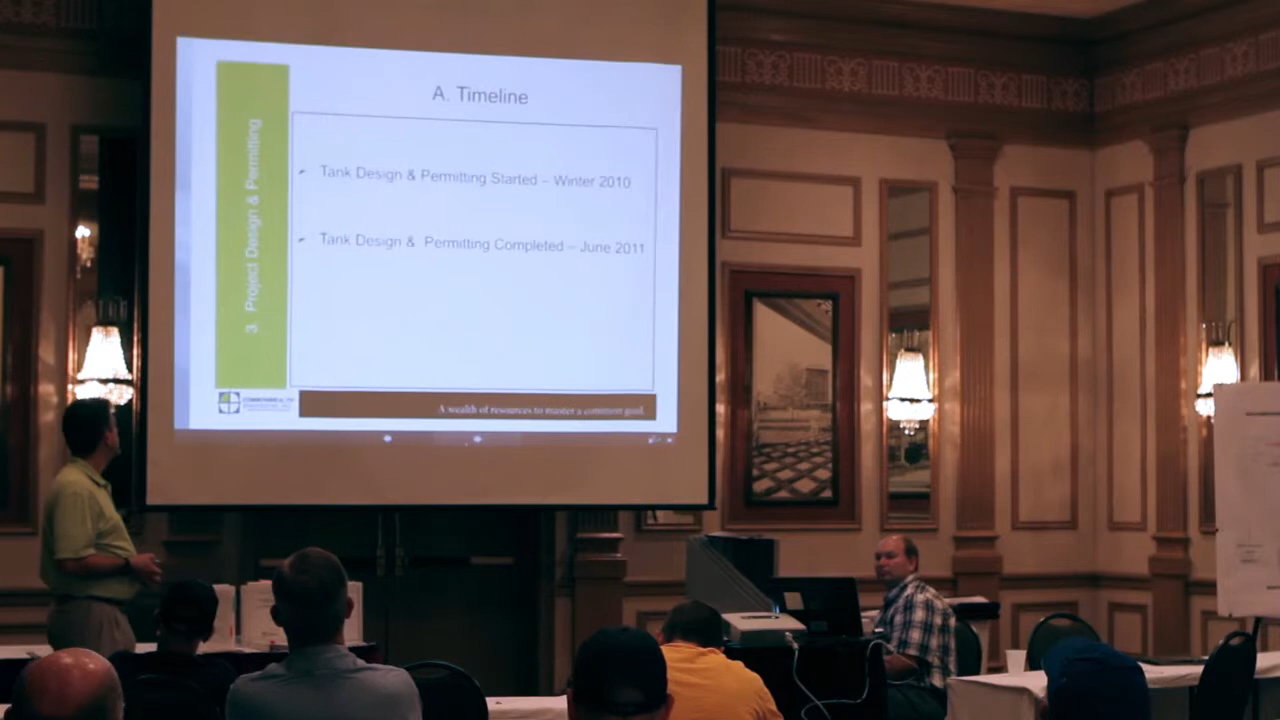 A. Timeline
3. Project Design & Permitting
Tank Design & Permitting Started – Winter 2010
Tank Design & Permitting Completed – June 2011
A wealth of resources to master a common goal.